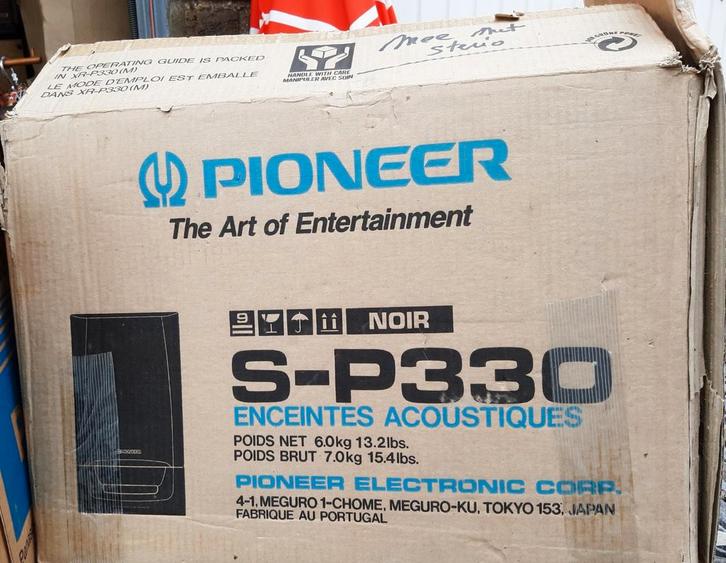 THE OPERATING GUIDE IS PACKED
IN XR-P330(M)
LE MODE D'EMPLOI EST EMBALLE
DANS XR-P330(M)
HANDLE WITH CARE
MANIPULER AVEC SOIN
stereo
PIONEER
The Art of Entertainment
9
NOIR
S-P330
ENCEINTES ACOUSTIQUES
POIDS NET 6.0kg 13.2lbs.
POIDS BRUT 7.0kg 15.4lbs.
PIONEER ELECTRONIC CORP.
4-1, MEGURO 1-CHOME, MEGURO-KU, TOKYO 153, JAPAN
FABRIQUE AU PORTUGAL
PIONEER